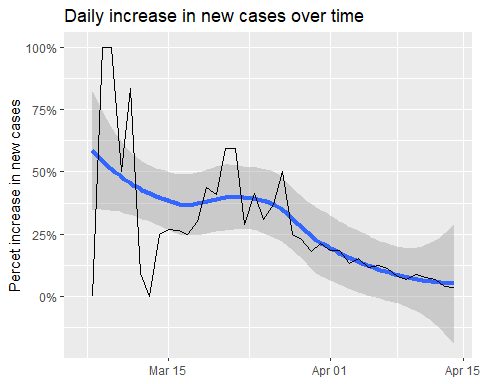 Daily increase in new cases over time
Percet increase in new cases
100%
75%
50%
25%
0%
Mar 15
Apr 01
Apr 15